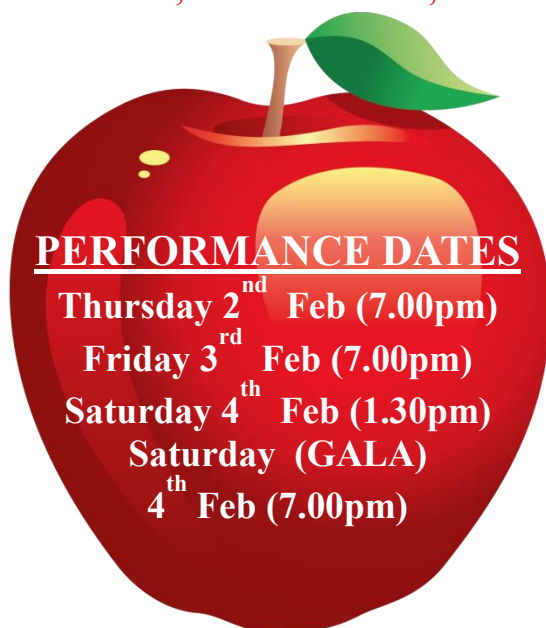 PERFORMANCE DATES
Thursday 2nd Feb (7.00pm)
Friday 3rd Feb (7.00pm)
Saturday 4th Feb (1.30pm)
Saturday (GALA)
4th Feb (7.00pm)